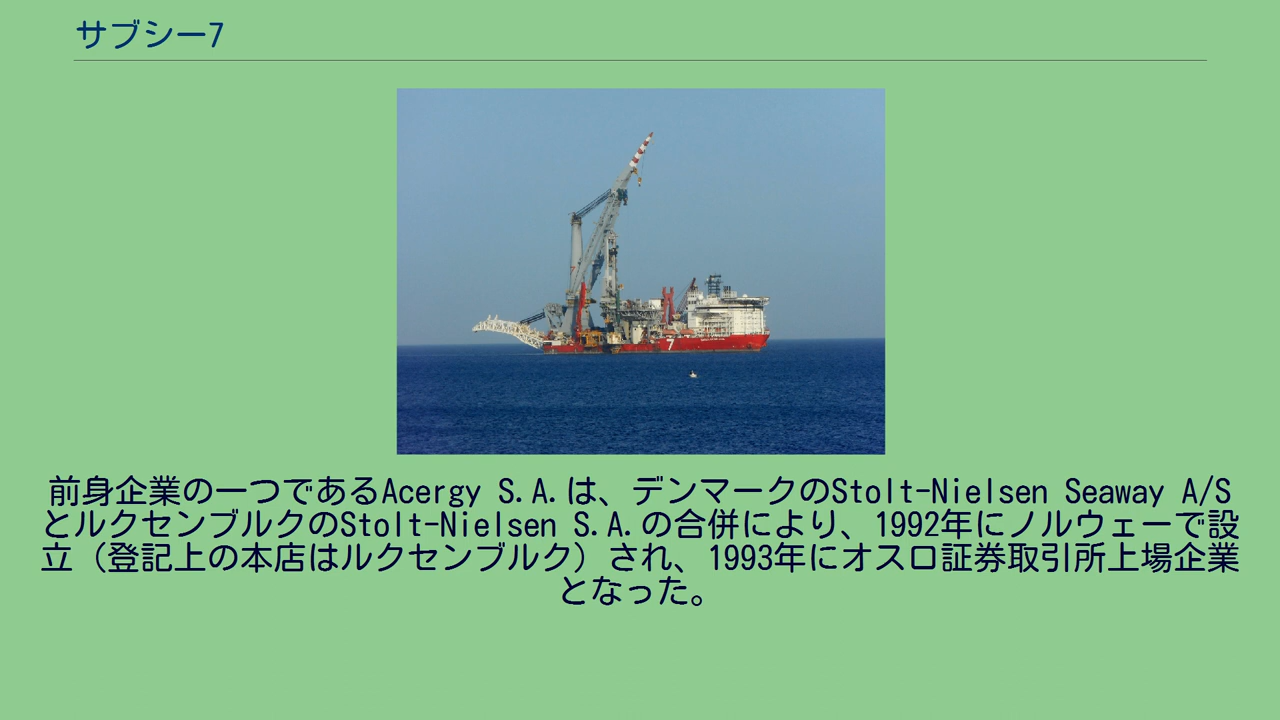 サブシー7
7
前身企業の一つであるAcergy S.A.は、デンマークのStolt-Nielsen Seaway A/S
とルクセンブルクのStolt-Nielsen S.A.の合併により、1992年にノルウェーで設
立（登記上の本店はルクセンブルク）され、1993年にオスロ証券取引所上場企業
となった。